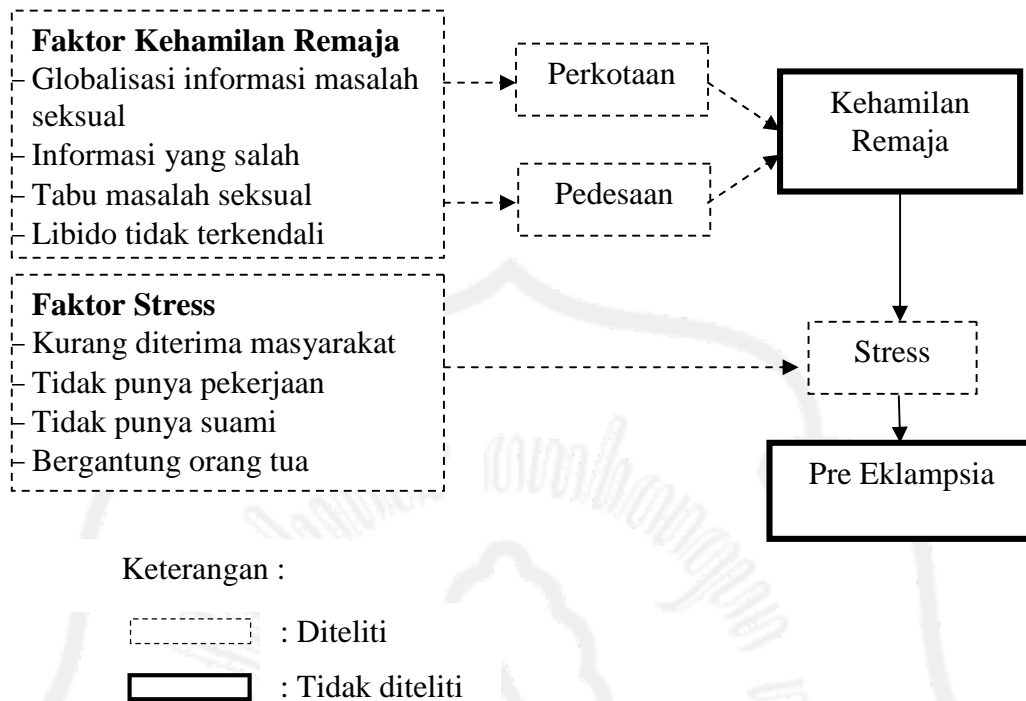 Faktor Kehamilan Remaja
– Globalisasi informasi masalah
seksual
– Informasi yang salah
– Tabu masalah seksual
– Libido tidak terkendali
Perkotaan
Pedesaan
Kehamilan
Remaja
Faktor Stress
– Kurang diterima masyarakat
– Tidak punya pekerjaan
– Tidak punya suami
– Bergantung orang tua
Stress
Pre Eklampsia
Keterangan :
: Diteliti
: Tidak diteliti